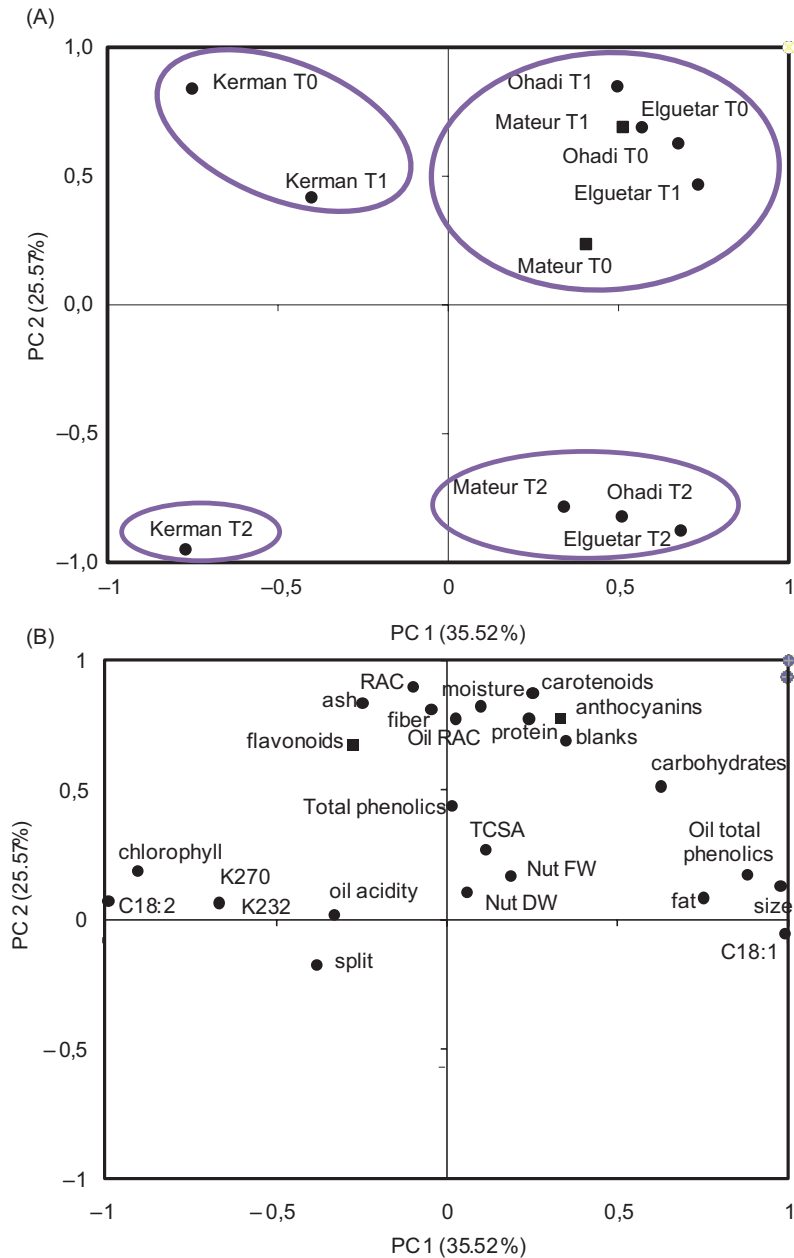 (A)
1,0
Kerman T0
Ohadi T1
Elguetar T0
Mateur T1
Ohadi T0
Kerman T1
0,5
Elguetar T1
Mateur T0
PC 2 (25.57%)
0,0
–0,5
Mateur T2
Ohadi T2
Kerman T2
Elguetar T2
–1,0
–1
–0,5
0
0,5
1
PC 1 (35.52%)
(B)
1
RAC
moisture
carotenoids
ash
fiber
anthocyanins
Oil RAC
protein
flavonoids
blanks
carbohydrates
0,5
Total phenolics
TCSA
Oil total
phenolics
chlorophyll
Nut FW
K270
oil acidity
C18:2
K232
Nut DW
fat
size
PC 2 (25.57%)
0
C18:1
split
–0,5
–1
–1
–0,5
0
0,5
1
PC 1 (35.52%)